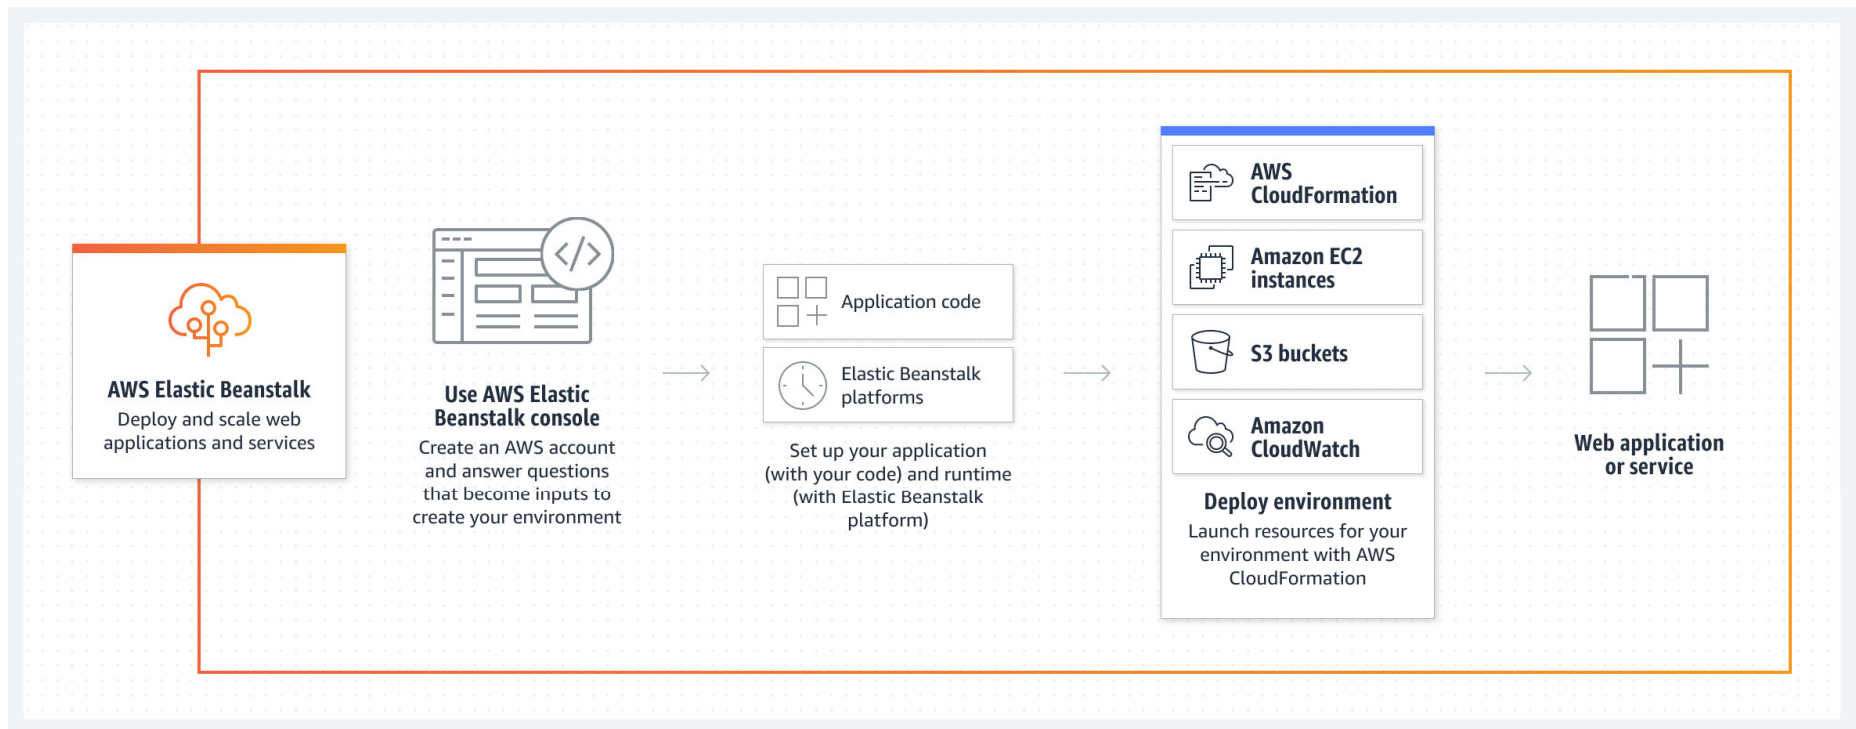 AWS Elastic Beanstalk
Deploy and scale web
applications and services
Use AWS Elastic
Beanstalk console
Create an AWS account
and answer questions
that become inputs to
create your environment
Application code
Elastic Beanstalk
platforms
Set up your application
(with your code) and runtime
(with Elastic Beanstalk
platform)
AWS
CloudFormation
Amazon EC2
instances
S3 buckets
Amazon
CloudWatch
Deploy environment
Launch resources for your
environment with AWS
CloudFormation
Web application
or service